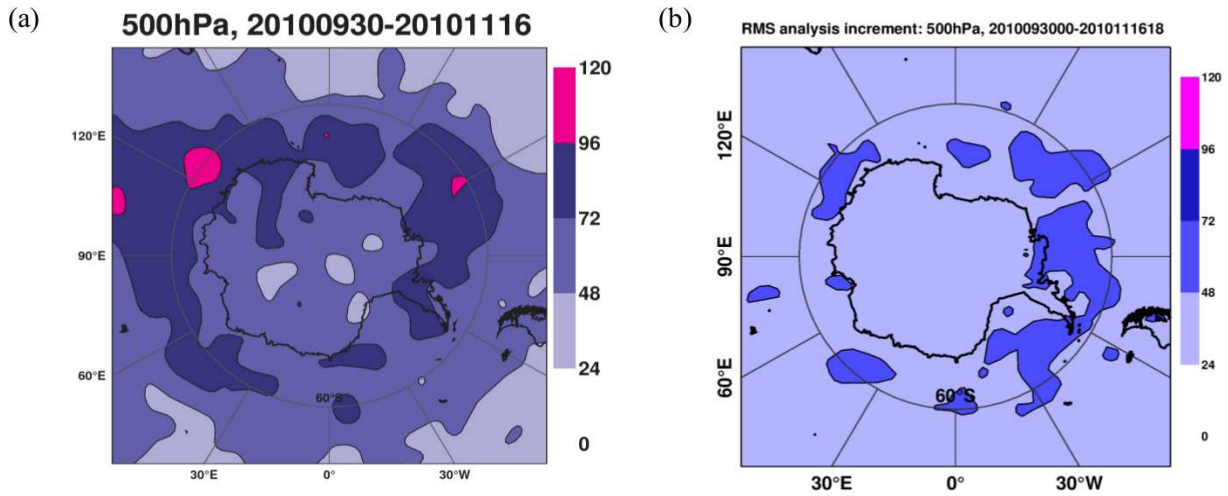 (a)
500hPa, 20100930-20101116
120
96
72
48
24
0
120°E
90°E
60°E
30°E
0°
30°W
60°S
(b)
RMS analysis increment: 500hPa, 2010093000-2010111618
120
96
72
48
24
0
120°E
90°E
60°E
30°E
0°
30°W
60°S